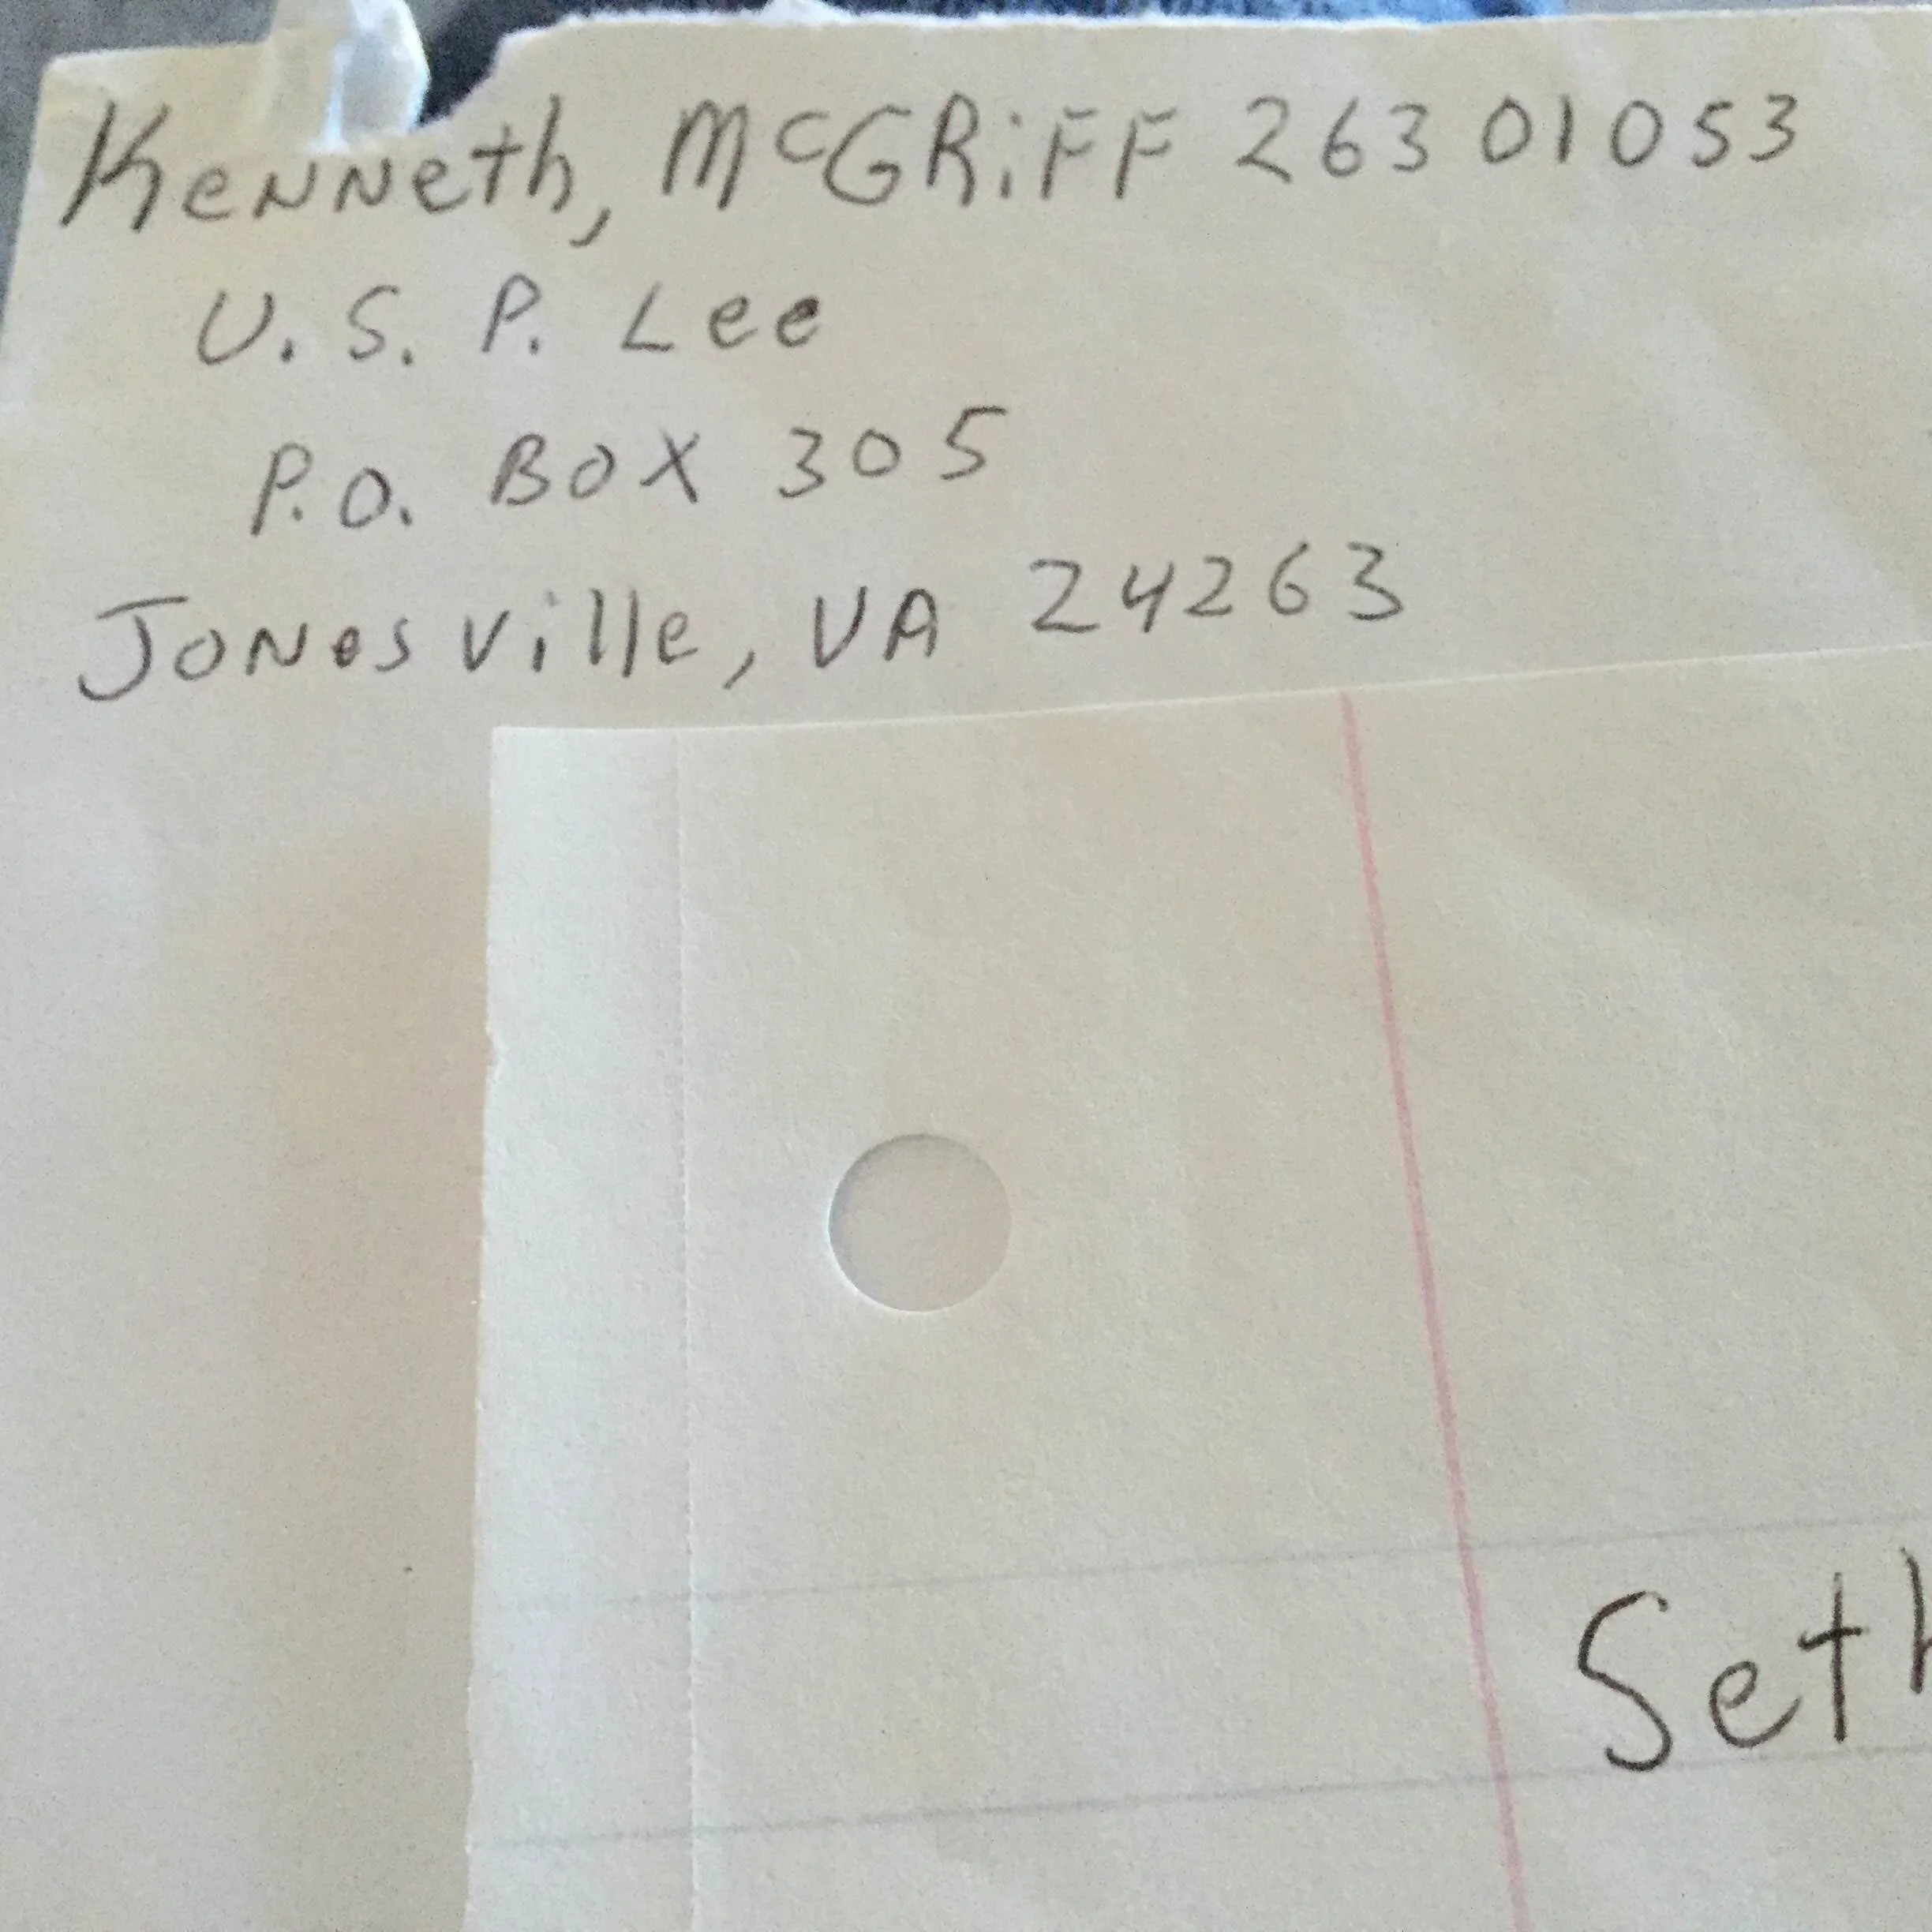 Kenneth, McGRiFF 26301053
U.S.P. Lee
P.O. BOX 305
Jonesville, VA 24263
Seth